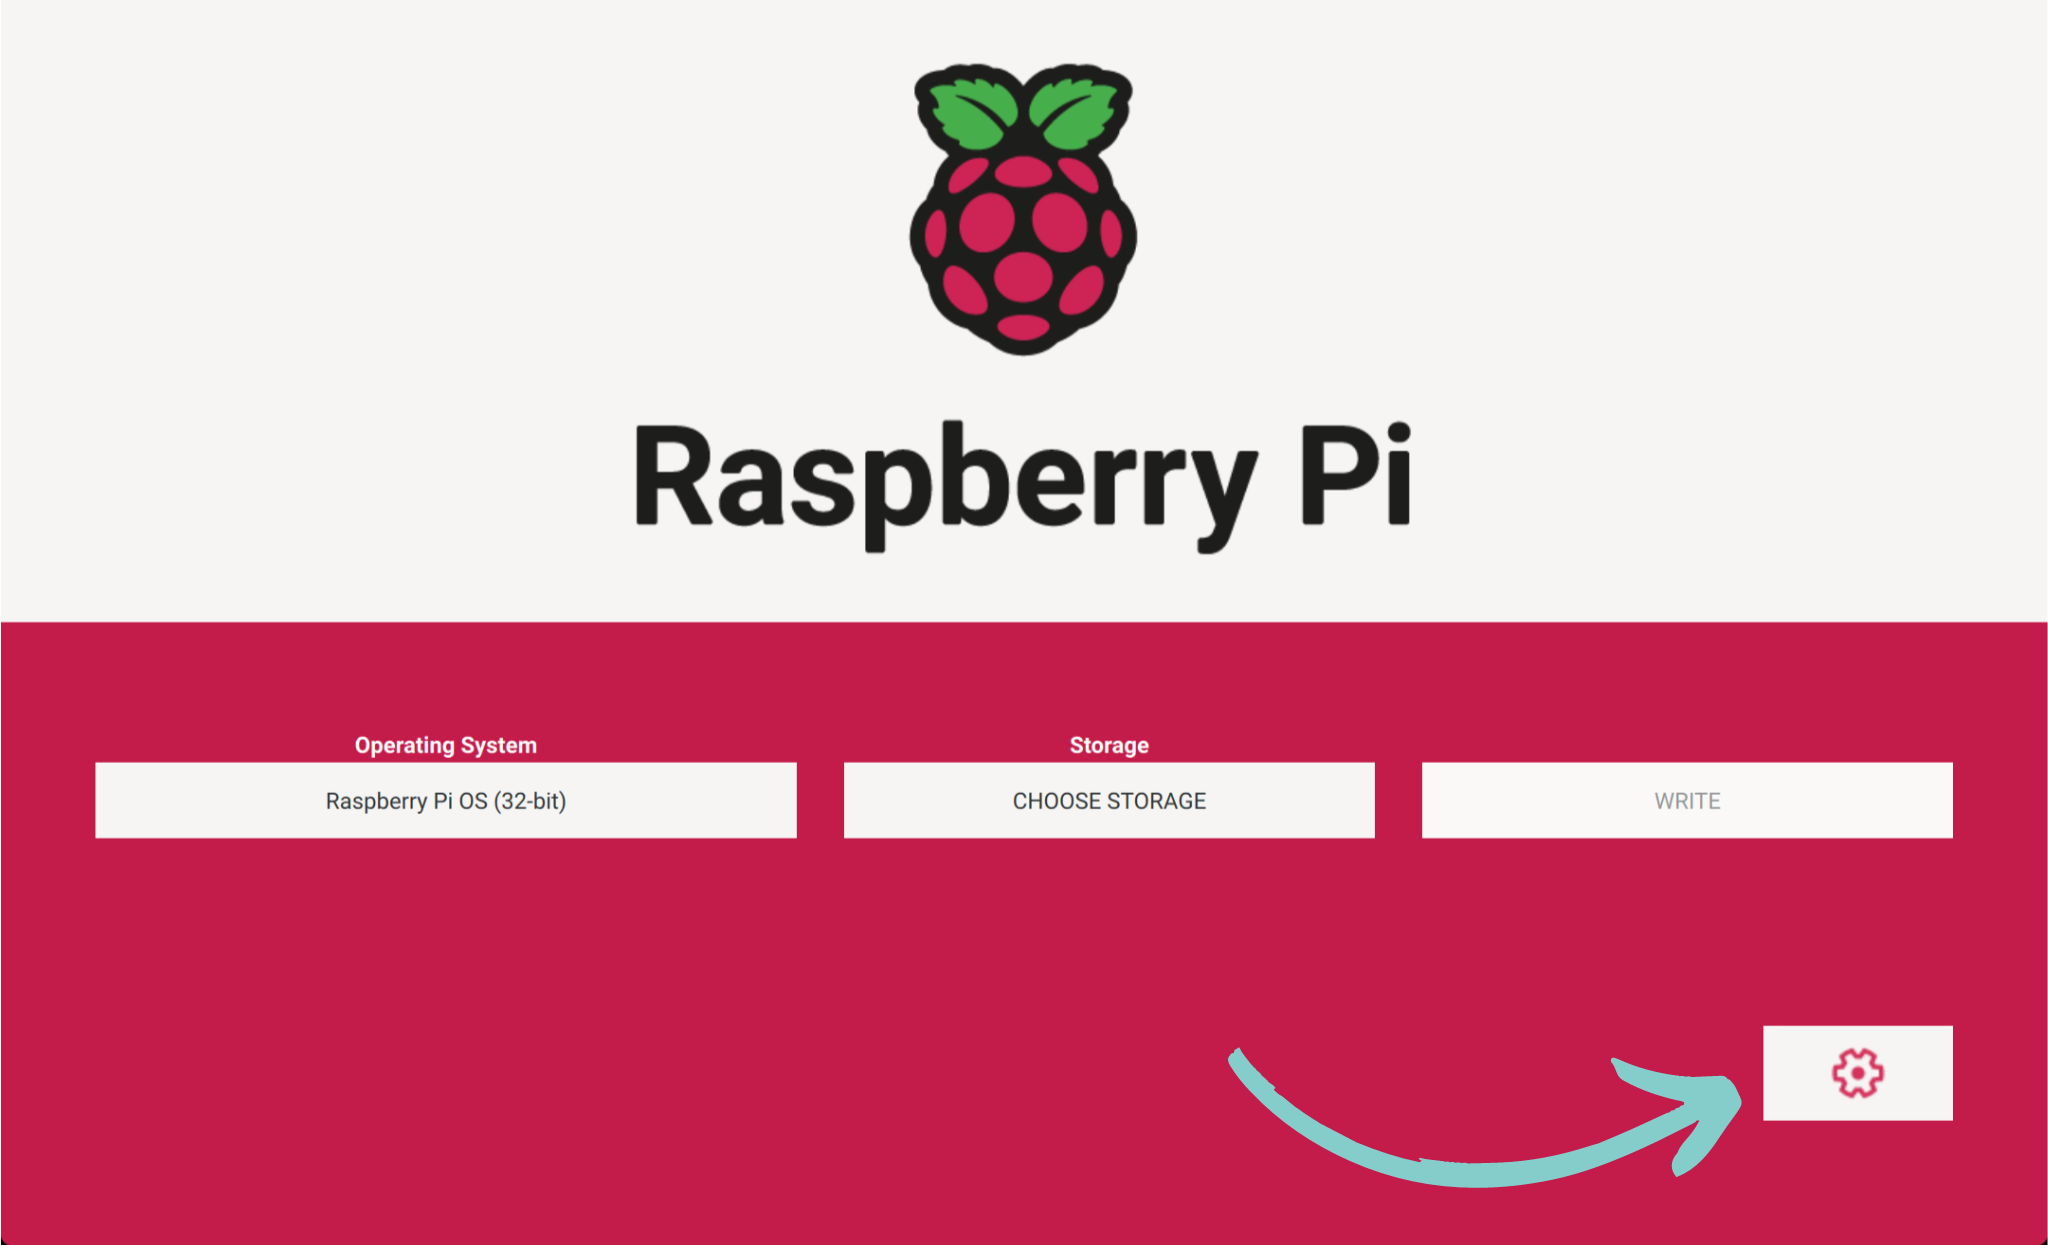 Raspberry Pi
Operating System
Storage
Raspberry Pi OS (32-bit)
CHOOSE STORAGE
WRITE